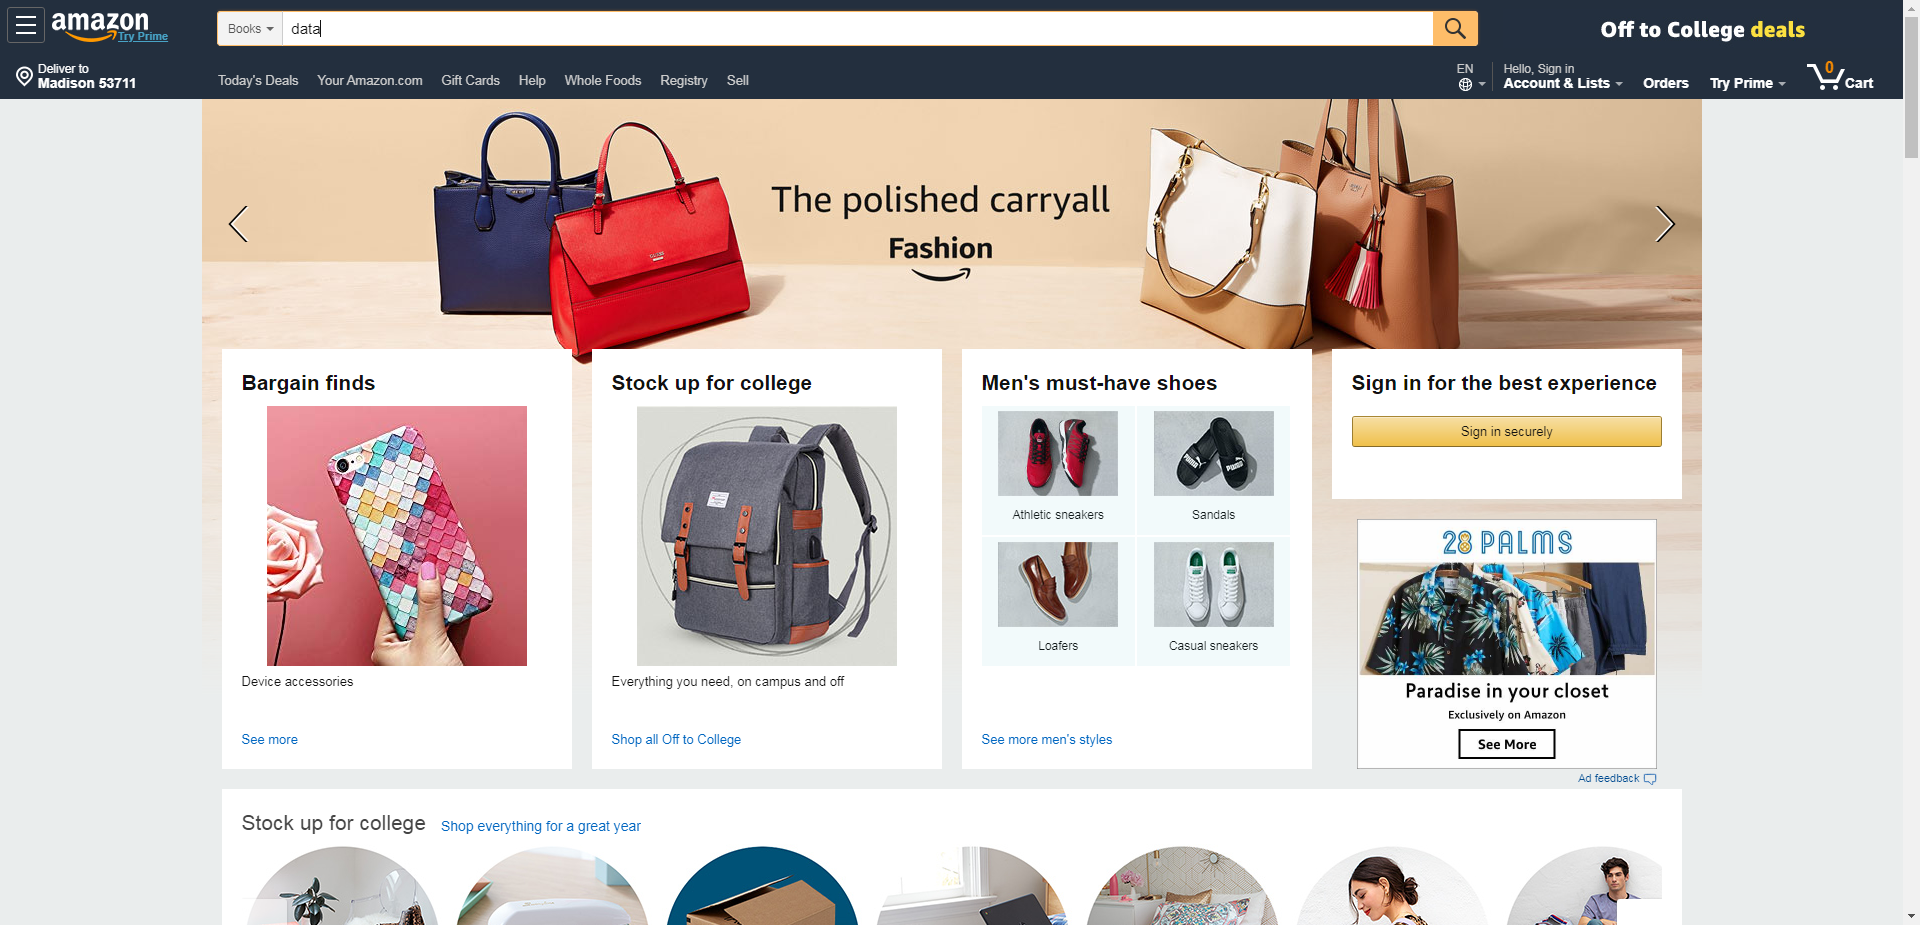 amazon
Try Prime
Books
data
Off to College deals
Deliver to
Madison 53711
Today's Deals
Your Amazon.com
Gift Cards
Help
Whole Foods
Registry
Sell
EN
Hello, Sign in
Account & Lists
Orders
Try Prime
0
Cart
The polished carryall
Fashion
Bargain finds
Device accessories
See more
Stock up for college
Everything you need, on campus and off
Shop all Off to College
Men's must-have shoes
Athletic sneakers
Sandals
PUMA
PUMA
Loafers
Casual sneakers
See more men's styles
Sign in for the best experience
Sign in securely
28 PALMS
Paradise in your closet
Exclusively on Amazon
See More
Ad feedback
Stock up for college
Shop everything for a great year